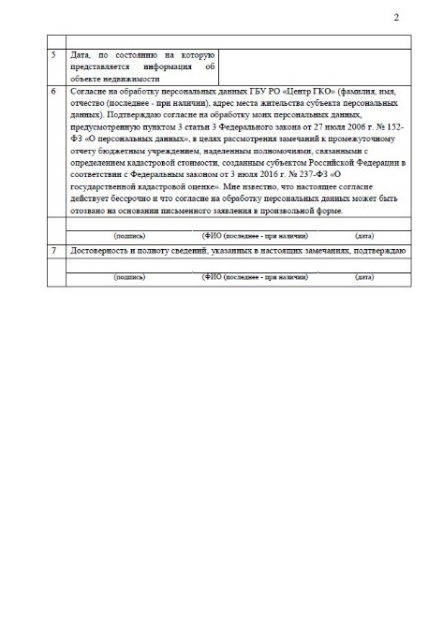 2
5 Дата, по состоянию на которую
представляется информация об
объекте недвижимости
6 Согласие на обработку персональных данных ГБУ РО «Центр ГКО» (фамилия, имя,
отчество (последнее - при наличии), адрес места жительства субъекта персональных
данных). Подтверждаю согласие на обработку моих персональных данных,
предусмотренную пунктом 3 статьи 3 Федерального закона от 27 июля 2006 г. № 152-
ФЗ «О персональных данных», в целях рассмотрения замечаний к промежуточному
отчету бюджетным учреждением, наделенным полномочиями, связанными с
определением кадастровой стоимости, созданным субъектом Российской Федерации в
соответствии с Федеральным законом от 3 июля 2016 г. № 237-ФЗ «О
государственной кадастровой оценке». Мне известно, что настоящее согласие
действует бессрочно и что согласие на обработку персональных данных может быть
отозвано на основании письменного заявления в произвольной форме.
(подпись) (ФИО (последнее - при наличии) (дата)
7 Достоверность и полноту сведений, указанных в настоящих замечаниях, подтверждаю
(подпись) (ФИО (последнее - при наличии) (дата)